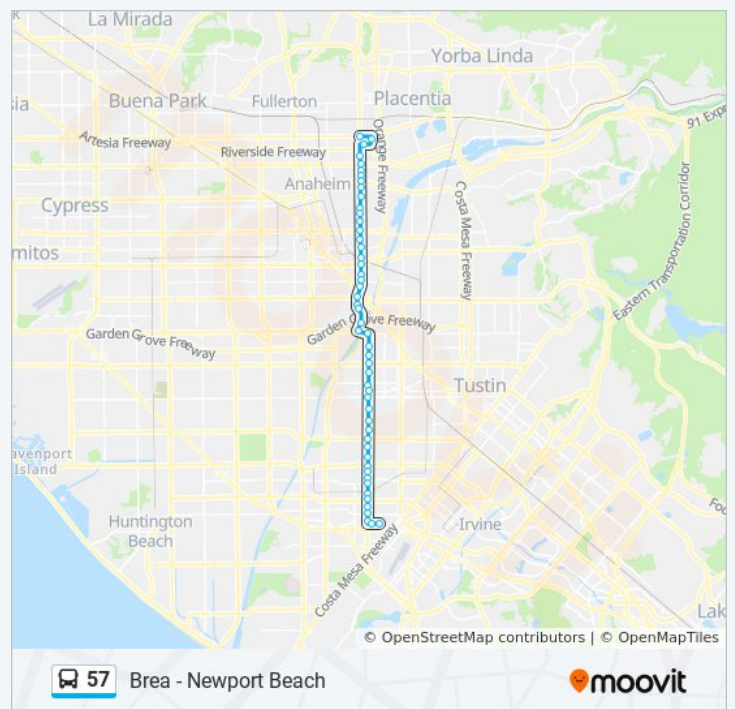 k
La Mirada
Yorba Linda
sia
Buena Park
Fullerton
Placentia
91 Expr
Artesia Freeway
Riverside Freeway
Orange Freeway
Anaheim
Cypress
Costa Mesa Freeway
Eastern Transportation Corridor
mitos
Garden Grove Freeway
Garden Grove Freeway
Tustin
avenport
Island
Huntington
Beach
Irvine
Foo
Costa Mesa Freeway
Lak
© OpenStreetMap contributors | © OpenMapTiles
57 Brea - Newport Beach
moovit